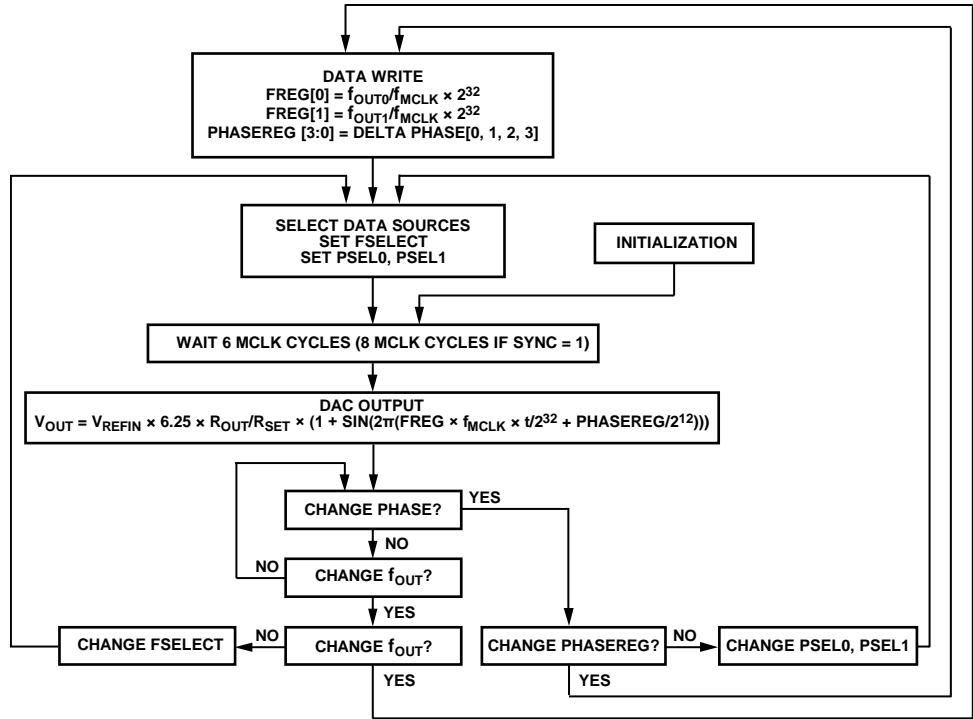 DATA WRITE
FREG[0] = fOUT0/fMCLK × 2³²
FREG[1] = fOUT1/fMCLK × 2³²
PHASEREG [3:0] = DELTA PHASE[0, 1, 2, 3]
SELECT DATA SOURCES
SET FSELECT
SET PSEL0, PSEL1
INITIALIZATION
WAIT 6 MCLK CYCLES (8 MCLK CYCLES IF SYNC = 1)
DAC OUTPUT
VOUT = VREFIN × 6.25 × ROUT/RSET × (1 + SIN(2π(FREG × fMCLK × t/2³² + PHASEREG/2¹²)))
CHANGE PHASE?
YES
NO
NO
CHANGE fOUT?
YES
CHANGE FSELECT
NO
CHANGE fOUT?
YES
CHANGE PHASEREG?
NO
CHANGE PSEL0, PSEL1
YES